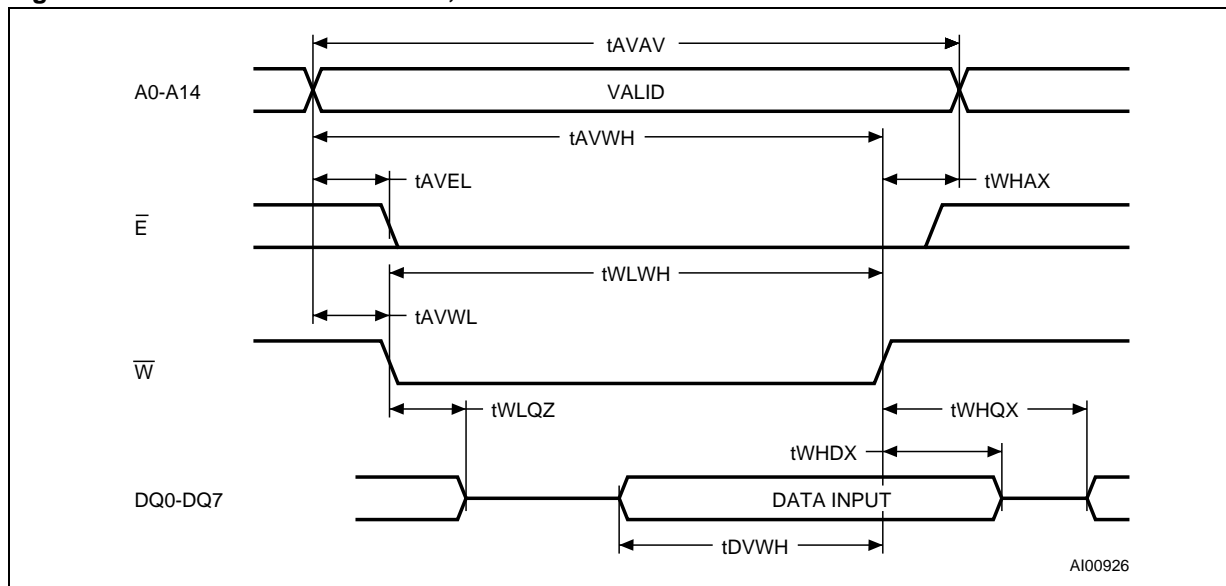 tAVAV
A0-A14
VALID
tAVWH
tAVEL
tWHAX
E̅
tWLWH
tAVWL
W̅
tWLQZ
tWHQX
tWHDX
DQ0-DQ7
DATA INPUT
tDVWH
AI00926